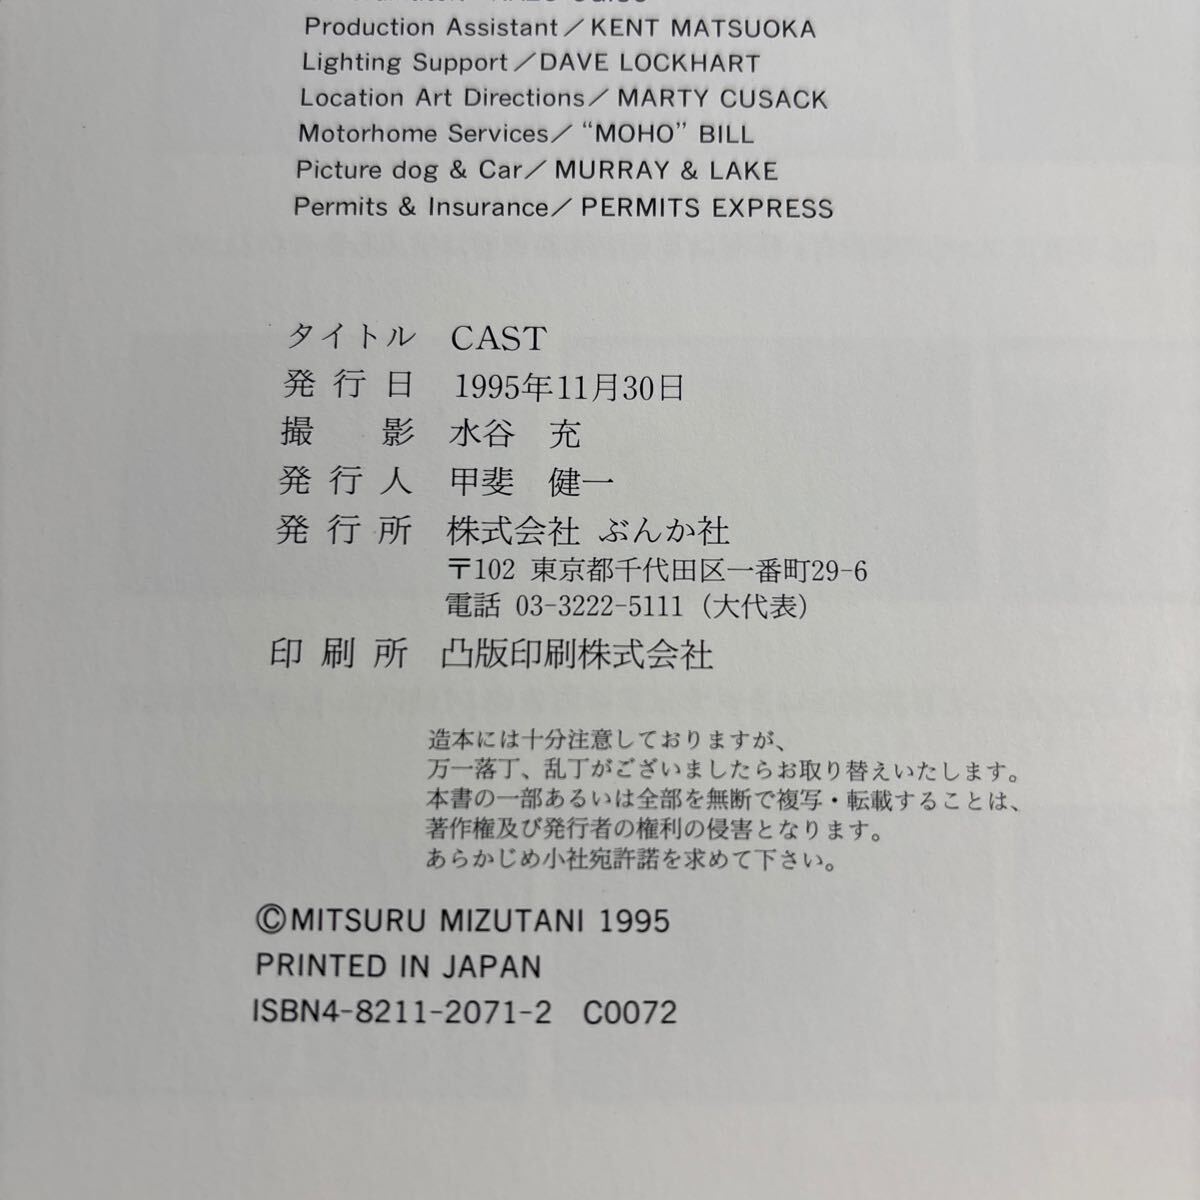 Production Assistant／KENT MATSUOKA
Lighting Support／DAVE LOCKHART
Location Art Directions／MARTY CUSACK
Motorhome Services／“MOHO” BILL
Picture dog & Car／MURRAY & LAKE
Permits & Insurance／PERMITS EXPRESS
タイトル CAST
発行日 1995年11月30日
撮　影 水谷　充
発行人 甲斐　健一
発行所 株式会社 ぶんか社
〒102 東京都千代田区一番町29-6
電話 03-3222-5111（大代表）
印刷所 凸版印刷株式会社
造本には十分注意しておりますが、
万一落丁、乱丁がございましたらお取り替えいたします。
本書の一部あるいは全部を無断で複写・転載することは、
著作権及び発行者の権利の侵害となります。
あらかじめ小社宛許諾を求めて下さい。
©MITSURU MIZUTANI 1995
PRINTED IN JAPAN
ISBN4-8211-2071-2 C0072